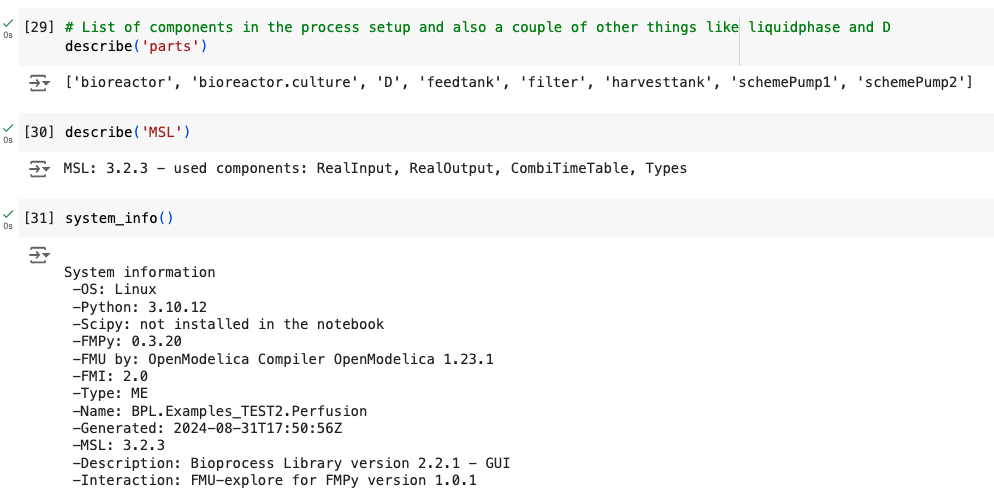 [29] # List of components in the process setup and also a couple of other things like liquidphase and D
0s
describe('parts')
['bioreactor', 'bioreactor.culture', 'D', 'feedtank', 'filter', 'harvesttank', 'schemePump1', 'schemePump2']
[30] describe('MSL')
0s
MSL: 3.2.3 – used components: RealInput, RealOutput, CombiTimeTable, Types
[31] system_info()
0s
System information
–OS: Linux
–Python: 3.10.12
–Scipy: not installed in the notebook
–FMPy: 0.3.20
–FMU by: OpenModelica Compiler OpenModelica 1.23.1
–FMI: 2.0
–Type: ME
–Name: BPL.Examples_TEST2.Perfusion
–Generated: 2024-08-31T17:50:56Z
–MSL: 3.2.3
–Description: Bioprocess Library version 2.2.1 – GUI
–Interaction: FMU-explore for FMPy version 1.0.1